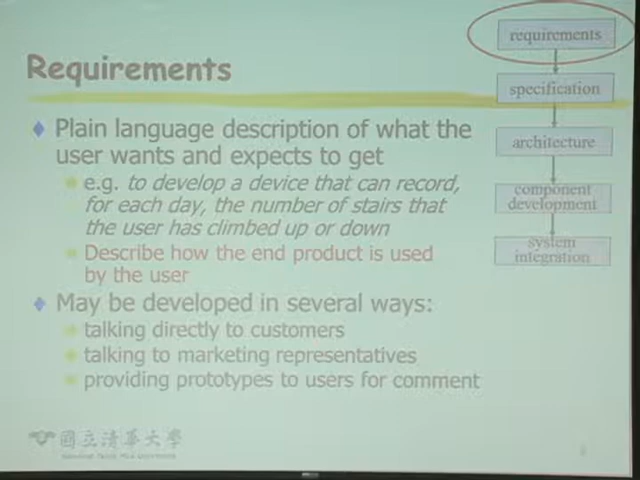 Requirements
Plain language description of what the
user wants and expects to get
e.g. to develop a device that can record,
for each day, the number of stairs that
the user has climbed up or down
Describe how the end product is used
by the user
May be developed in several ways:
talking directly to customers
talking to marketing representatives
providing prototypes to users for comment
requirements
specification
architecture
component
development
system
integration
國立清華大學